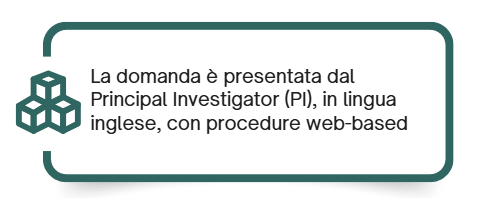 La domanda è presentata dal
Principal Investigator (PI), in lingua
inglese, con procedure web-based